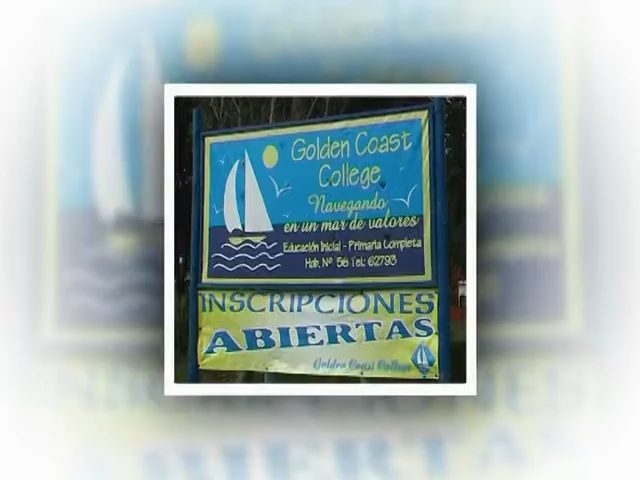 Golden Coast
College
Navegando
en un mar de valores
Educación Inicial - Primaria Completa
Hab. Nº 56 Tel: 62793
INSCRIPCIONES
ABIERTAS
Golden Coast College